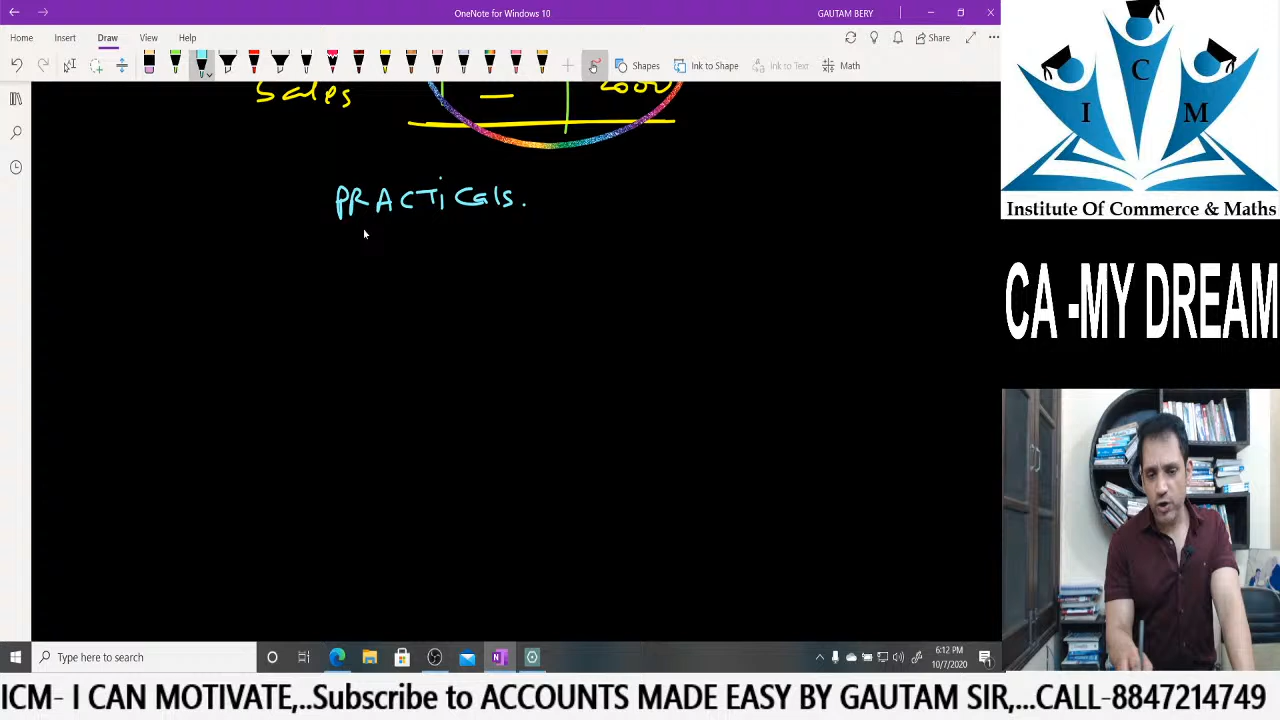 OneNote for Windows 10
GAUTAM BERY
Home Insert Draw View Help
Share
Shapes
Ink to Shape
Ink to Text
Math
Sales
2000
PRACTiCals.
I C M
Institute Of Commerce & Maths
CA -MY DREAM
Type here to search
6:12 PM
10/7/2020
1
ICM- I CAN MOTIVATE,..Subscribe to ACCOUNTS MADE EASY BY GAUTAM SIR,...CALL-8847214749